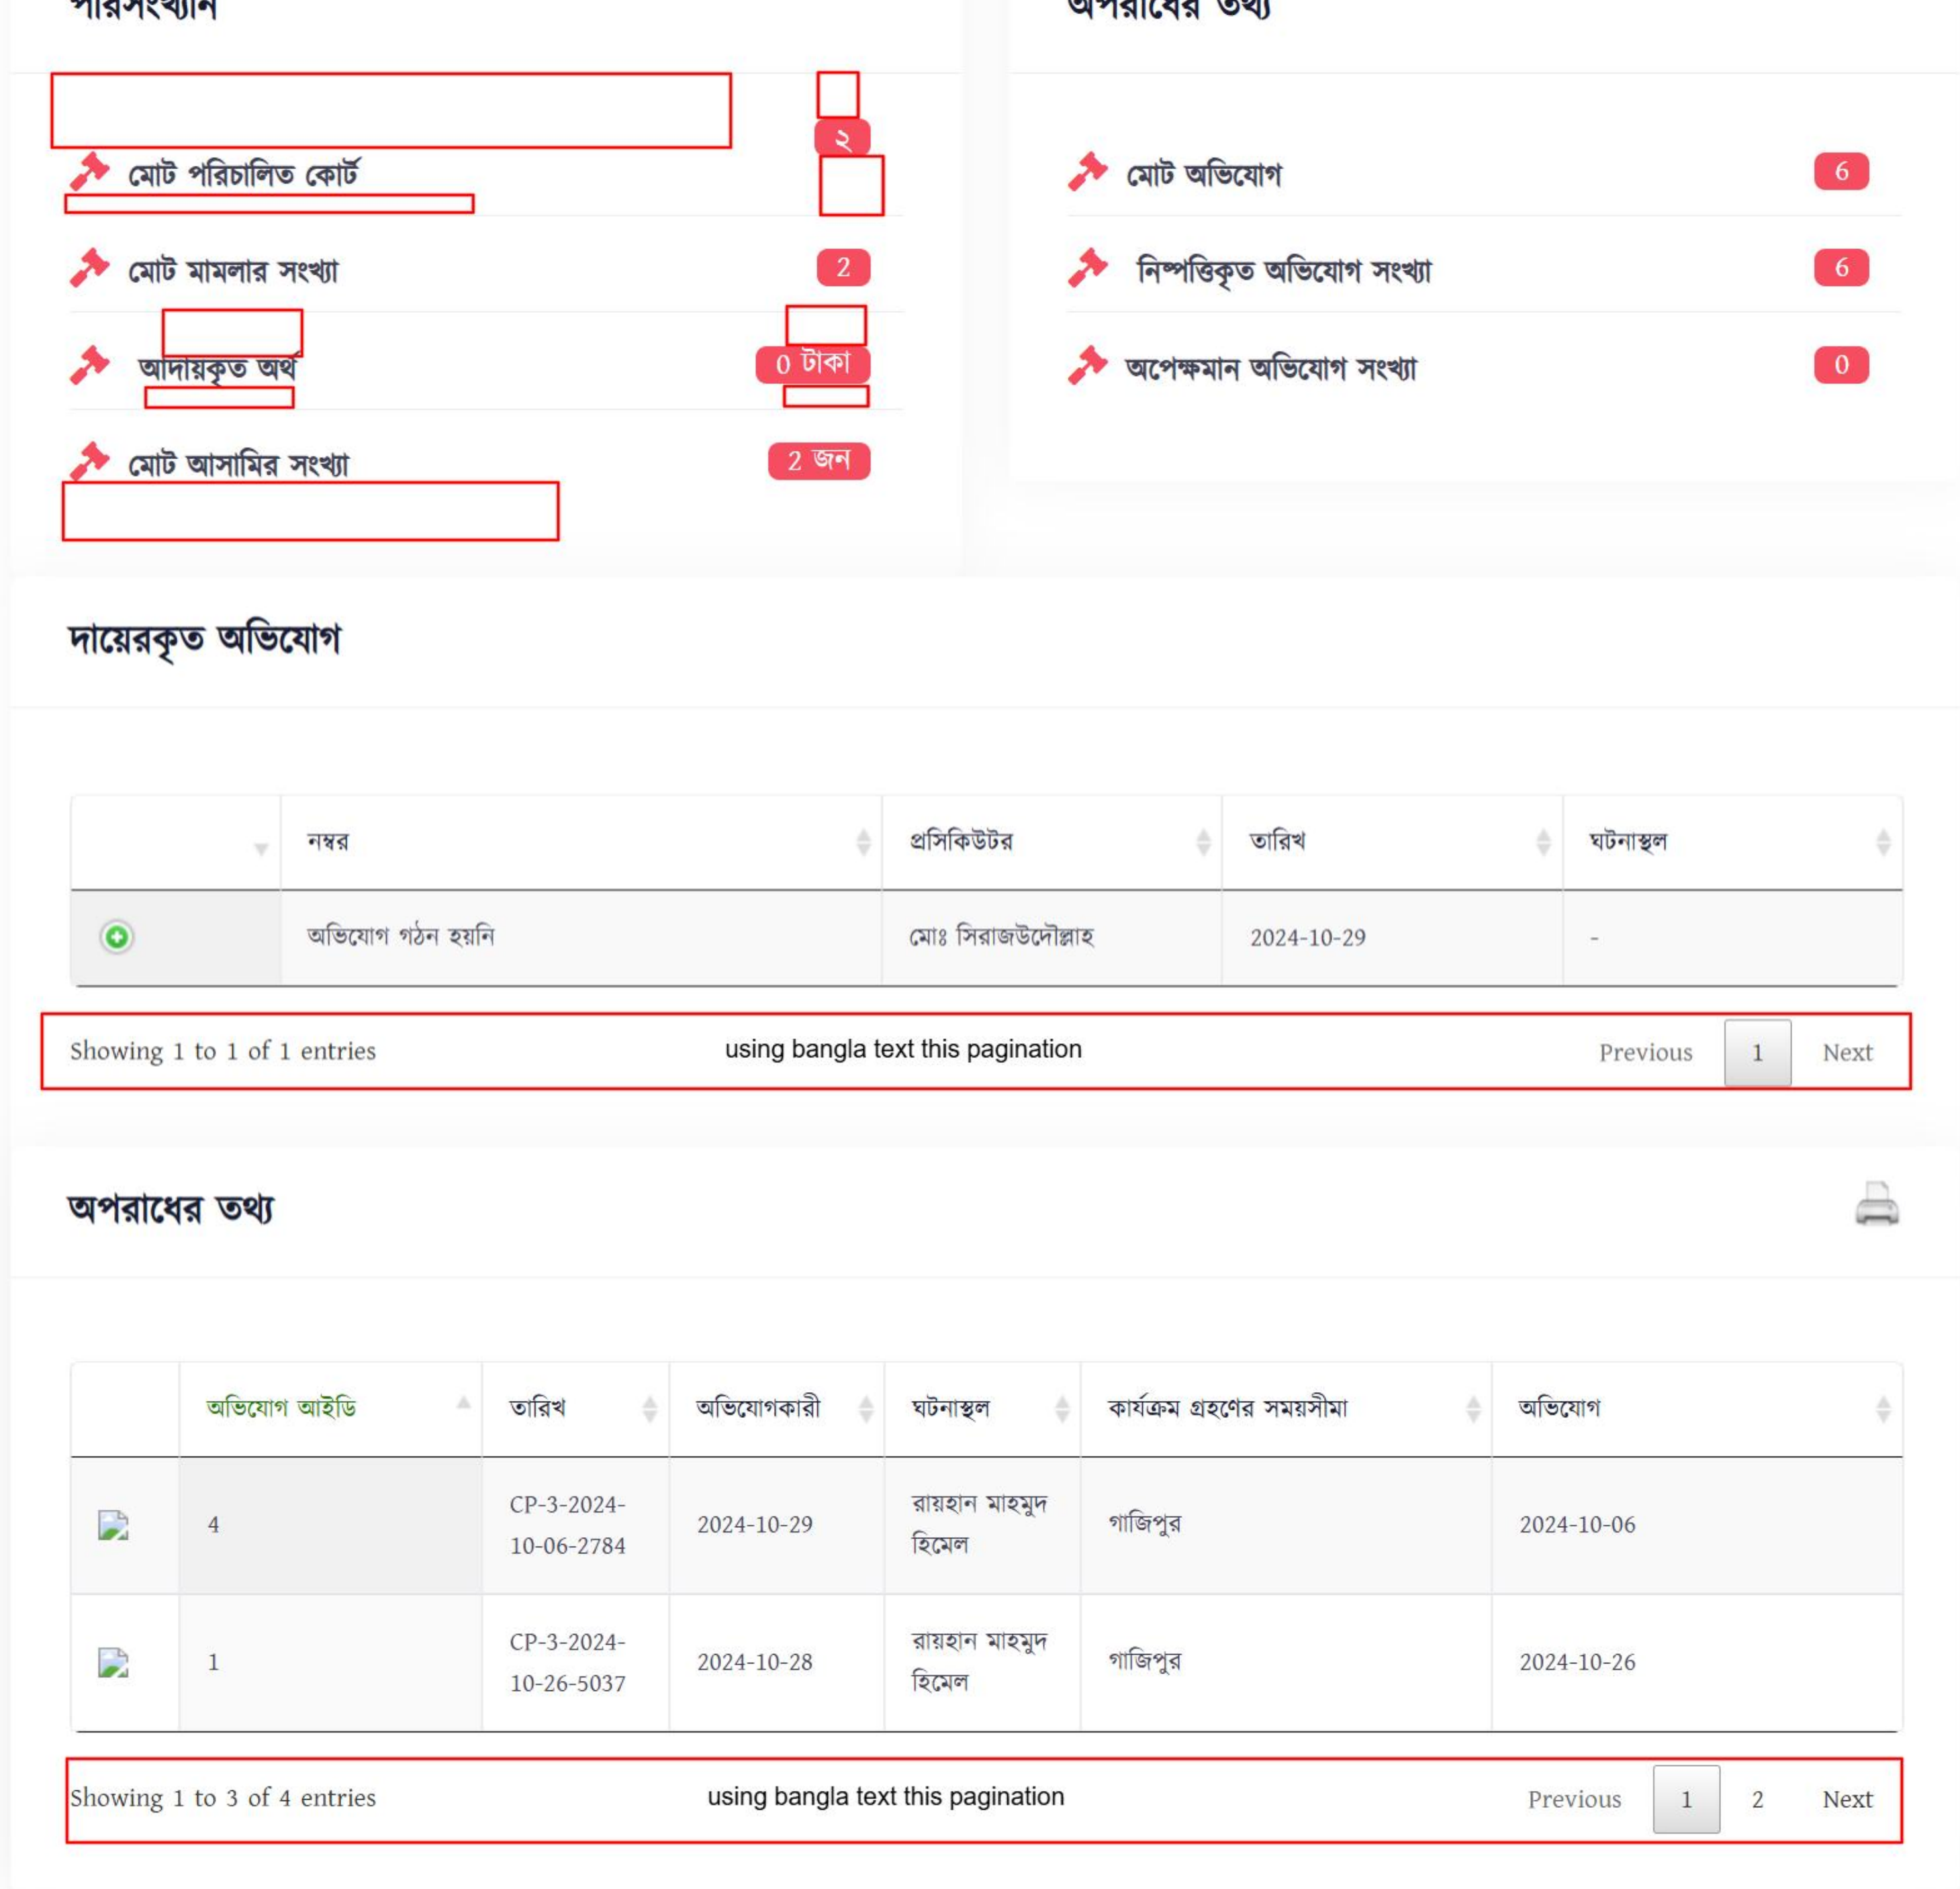 পরিসংখ্যান
অপরাধের তথ্য
২
মোট পরিচালিত কোর্ট
মোট মামলার সংখ্যা 2
আদায়কৃত অর্থ 0 টাকা
মোট আসামির সংখ্যা 2 জন
মোট অভিযোগ 6
নিষ্পত্তিকৃত অভিযোগ সংখ্যা 6
অপেক্ষমান অভিযোগ সংখ্যা 0
দায়েরকৃত অভিযোগ
নম্বর প্রসিকিউটর তারিখ ঘটনাস্থল
অভিযোগ গঠন হয়নি মোঃ সিরাজউদৌল্লাহ 2024-10-29 -
Showing 1 to 1 of 1 entries using bangla text this pagination Previous 1 Next
অপরাধের তথ্য
অভিযোগ আইডি তারিখ অভিযোগকারী ঘটনাস্থল কার্যক্রম গ্রহণের সময়সীমা অভিযোগ
4 CP-3-2024- 2024-10-29 রায়হান মাহমুদ গাজিপুর 2024-10-06
10-06-2784 হিমেল
1 CP-3-2024- 2024-10-28 রায়হান মাহমুদ গাজিপুর 2024-10-26
10-26-5037 হিমেল
Showing 1 to 3 of 4 entries using bangla text this pagination Previous 1 2 Next